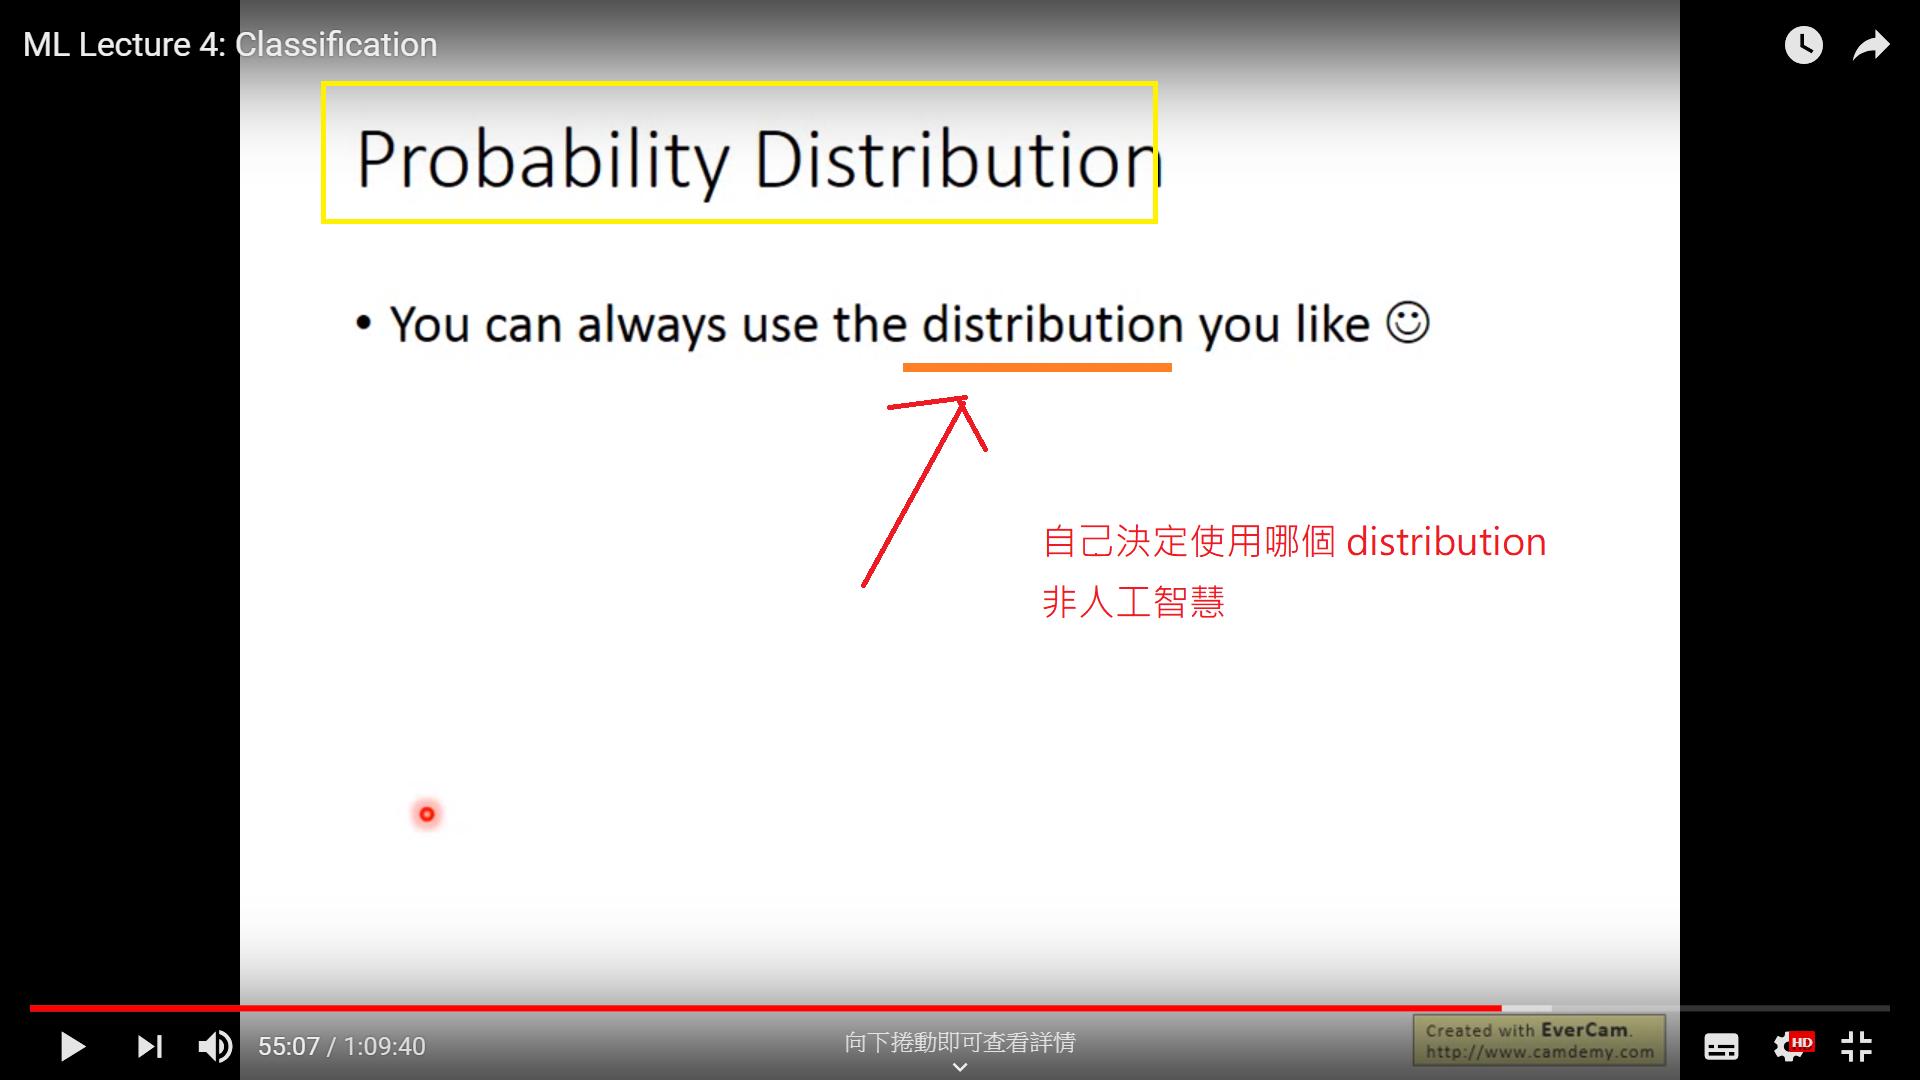 ML Lecture 4: Classification
Probability Distribution
• You can always use the distribution you like ☺
自己決定使用哪個 distribution
非人工智慧
55:07 / 1:09:40
向下捲動即可查看詳情
Created with EverCam.
http://www.camdemy.com
HD